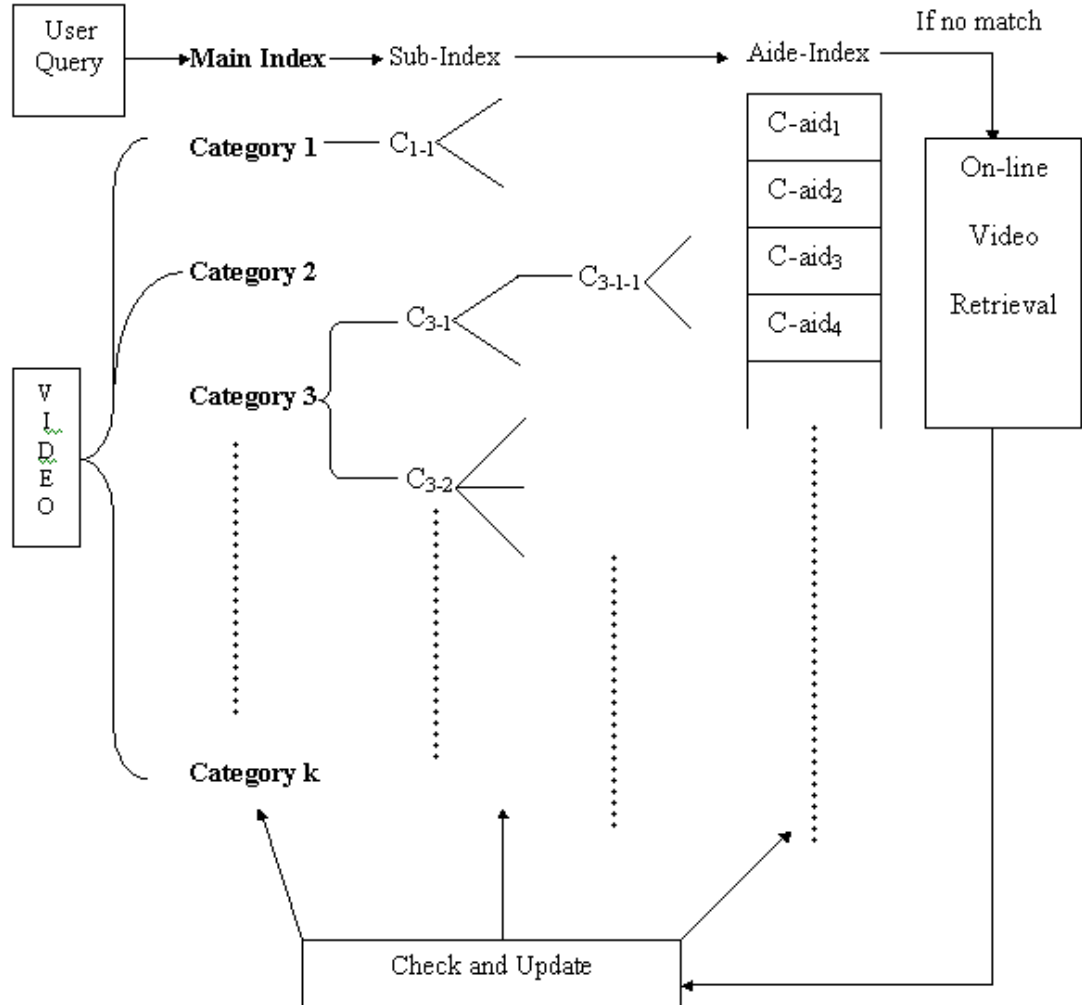 User
Query
Main Index
Sub-Index
Aide-Index
If no match
Category 1
C1-1
C-aid1
C-aid2
C-aid3
C-aid4
On-line
Video
Retrieval
Category 2
C3-1
C3-1-1
Category 3
C3-2
V
I
D
E
O
Category k
Check and Update